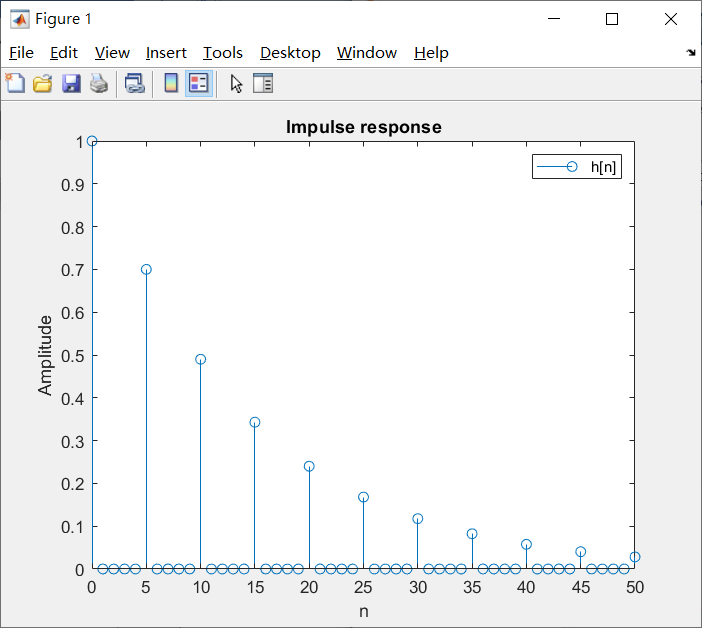 Figure 1
File Edit View Insert Tools Desktop Window Help
Impulse response
h[n]
1
0.9
0.8
0.7
0.6
0.5
0.4
0.3
0.2
0.1
0
Amplitude
0 5 10 15 20 25 30 35 40 45 50
n